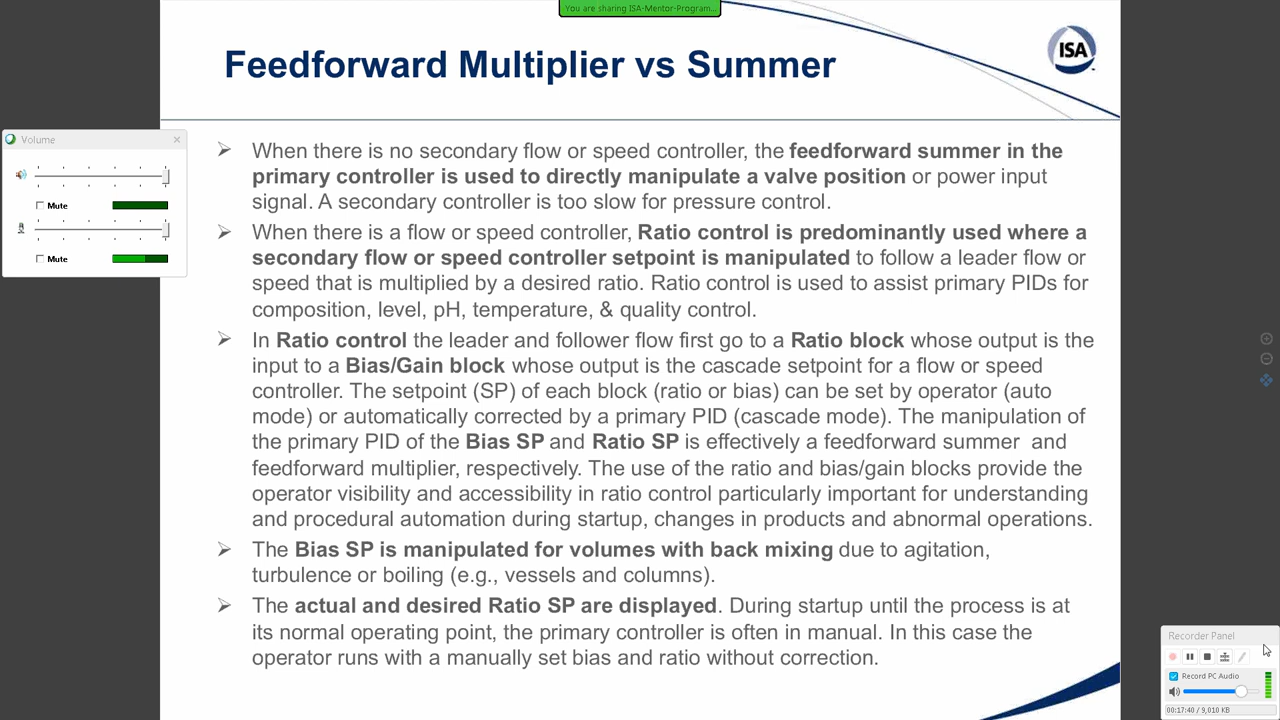 You are sharing ISA-Mentor-Program...
Feedforward Multiplier vs Summer
ISA
Volume
Mute
Mute
When there is no secondary flow or speed controller, the feedforward summer in the
primary controller is used to directly manipulate a valve position or power input
signal. A secondary controller is too slow for pressure control.
When there is a flow or speed controller, Ratio control is predominantly used where a
secondary flow or speed controller setpoint is manipulated to follow a leader flow or
speed that is multiplied by a desired ratio. Ratio control is used to assist primary PIDs for
composition, level, pH, temperature, & quality control.
In Ratio control the leader and follower flow first go to a Ratio block whose output is the
input to a Bias/Gain block whose output is the cascade setpoint for a flow or speed
controller. The setpoint (SP) of each block (ratio or bias) can be set by operator (auto
mode) or automatically corrected by a primary PID (cascade mode). The manipulation of
the primary PID of the Bias SP and Ratio SP is effectively a feedforward summer and
feedforward multiplier, respectively. The use of the ratio and bias/gain blocks provide the
operator visibility and accessibility in ratio control particularly important for understanding
and procedural automation during startup, changes in products and abnormal operations.
The Bias SP is manipulated for volumes with back mixing due to agitation,
turbulence or boiling (e.g., vessels and columns).
The actual and desired Ratio SP are displayed. During startup until the process is at
its normal operating point, the primary controller is often in manual. In this case the
operator runs with a manually set bias and ratio without correction.
Recorder Panel
Record PC Audio
00:17:40 / 9,010 KB